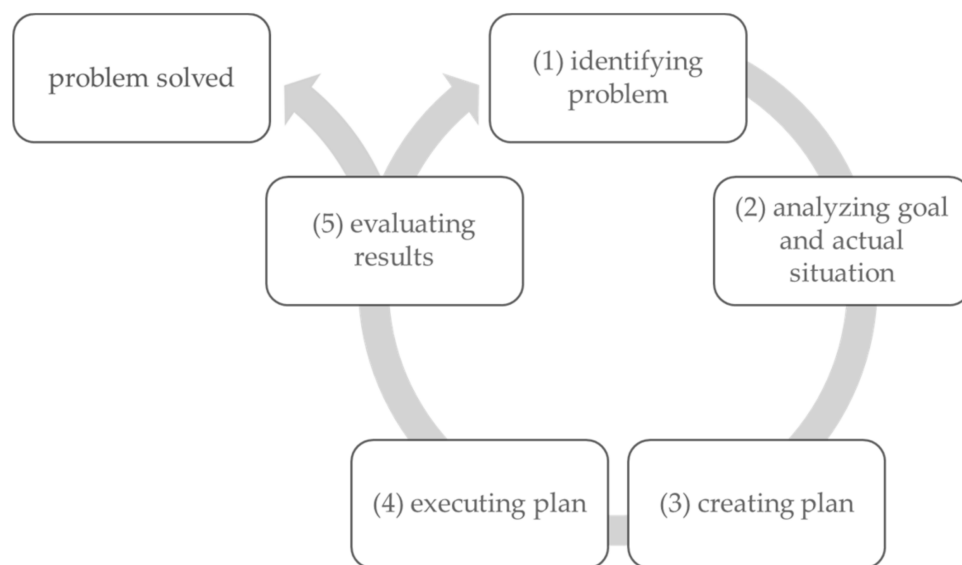 problem solved
(1) identifying
problem
(2) analyzing goal
and actual
situation
(3) creating plan
(4) executing plan
(5) evaluating
results